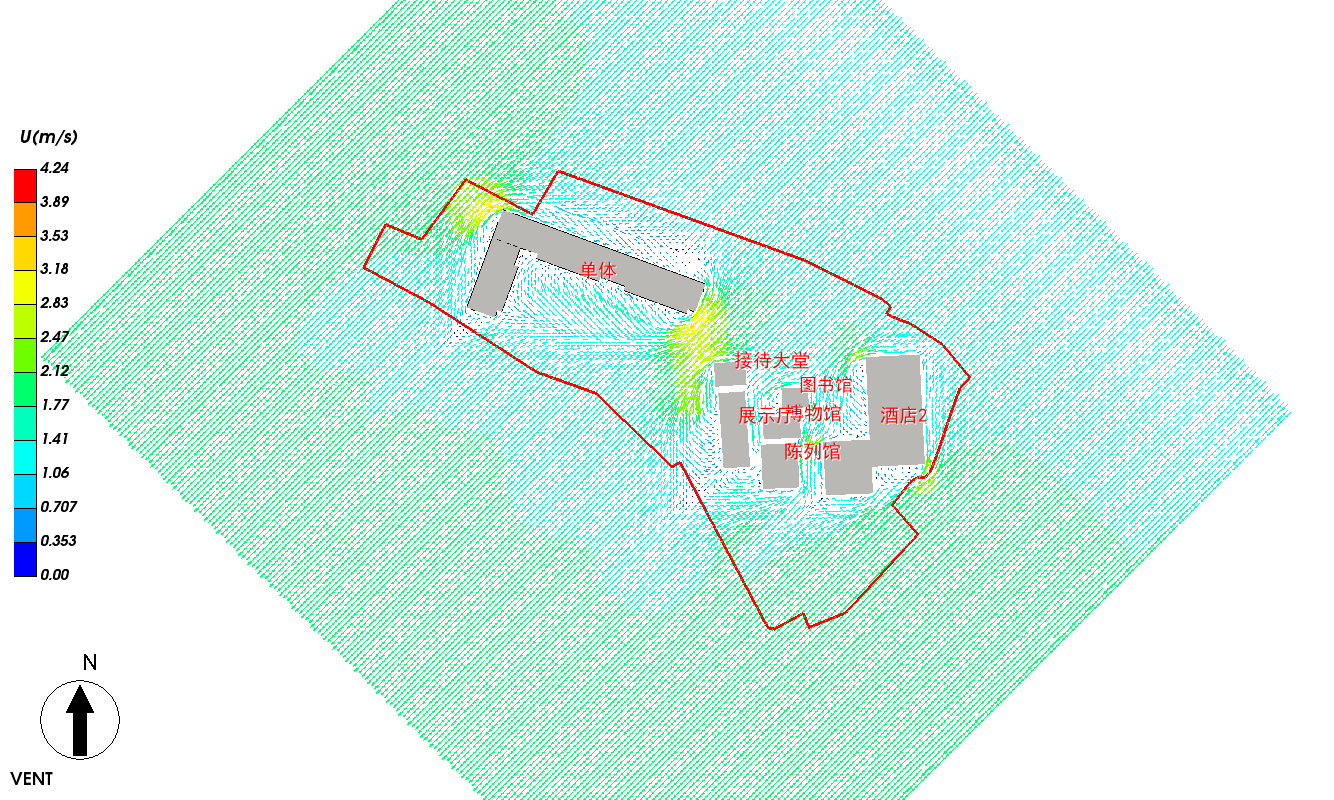 U(m/s)
4.24
3.89
3.53
3.18
2.83
2.47
2.12
1.77
1.41
1.06
0.707
0.353
0.00
单体
接待大堂
图书馆
展示厅
博物馆
酒店2
陈列馆
N
VENT